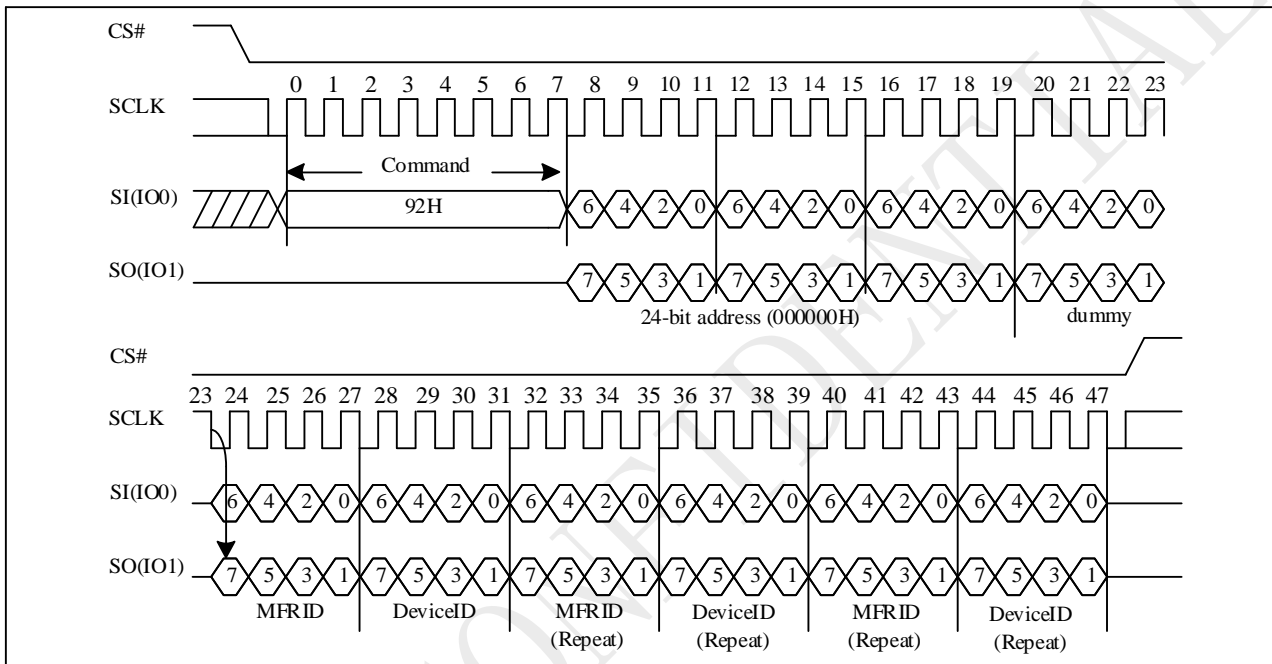 CS#
0 1 2 3 4 5 6 7 8 9 10 11 12 13 14 15 16 17 18 19 20 21 22 23
SCLK
Command
SI(IO0) 92H 6 4 2 0 6 4 2 0 6 4 2 0 6 4 2 0
SO(IO1) 7 5 3 1 7 5 3 1 7 5 3 1 7 5 3 1
24-bit address (000000H) dummy
CS#
23 24 25 26 27 28 29 30 31 32 33 34 35 36 37 38 39 40 41 42 43 44 45 46 47
SCLK
SI(IO0) 6 4 2 0 6 4 2 0 6 4 2 0 6 4 2 0 6 4 2 0 6 4 2 0
SO(IO1) 7 5 3 1 7 5 3 1 7 5 3 1 7 5 3 1 7 5 3 1 7 5 3 1
MFRID DeviceID MFRID DeviceID MFRID DeviceID
(Repeat) (Repeat) (Repeat) (Repeat)
ONFIDENTIAL